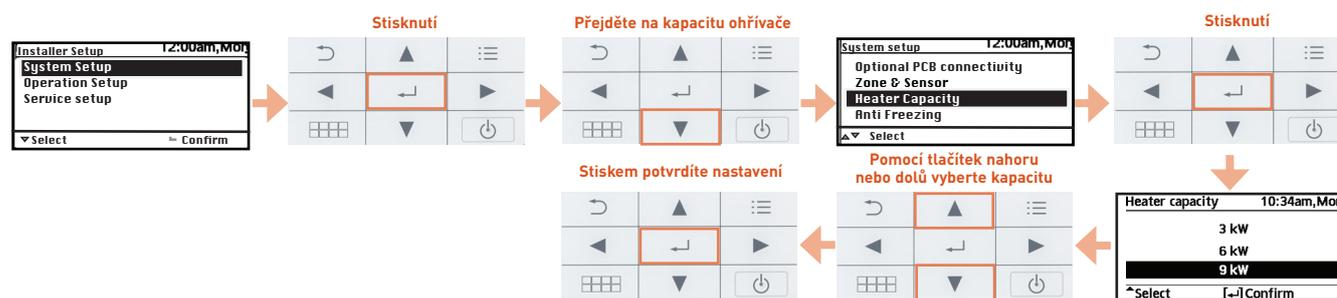 Stisknutí
Installer Setup 12:00am,Mon
System Setup
Operation Setup
Service setup
Select Confirm
Přejděte na kapacitu ohřívače
System setup 12:00am,Mon
Optional PCB connectivity
Zone & Sensor
Heater Capacity
Anti Freezing
Select
Stisknutí
Heater capacity 10:34am,Mon
3 kW
6 kW
9 kW
Select [↵]Confirm
Pomocí tlačítek nahoru
nebo dolů vyberte kapacitu
Stiskem potvrdíte nastavení